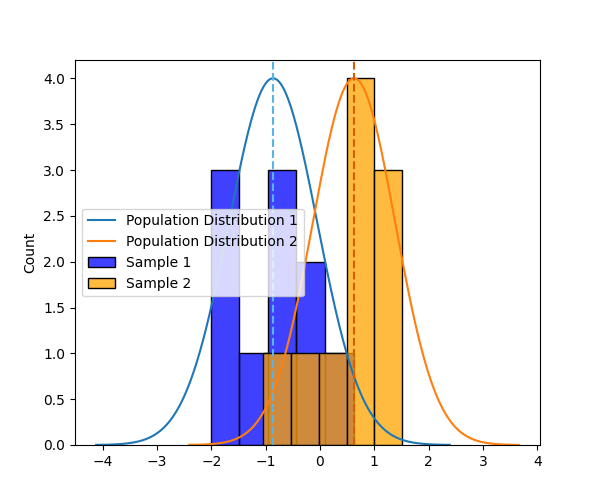 4.0
3.5
3.0
2.5
2.0
1.5
1.0
0.5
0.0
Count
Population Distribution 1
Population Distribution 2
Sample 1
Sample 2
−4 −3 −2 −1 0 1 2 3 4